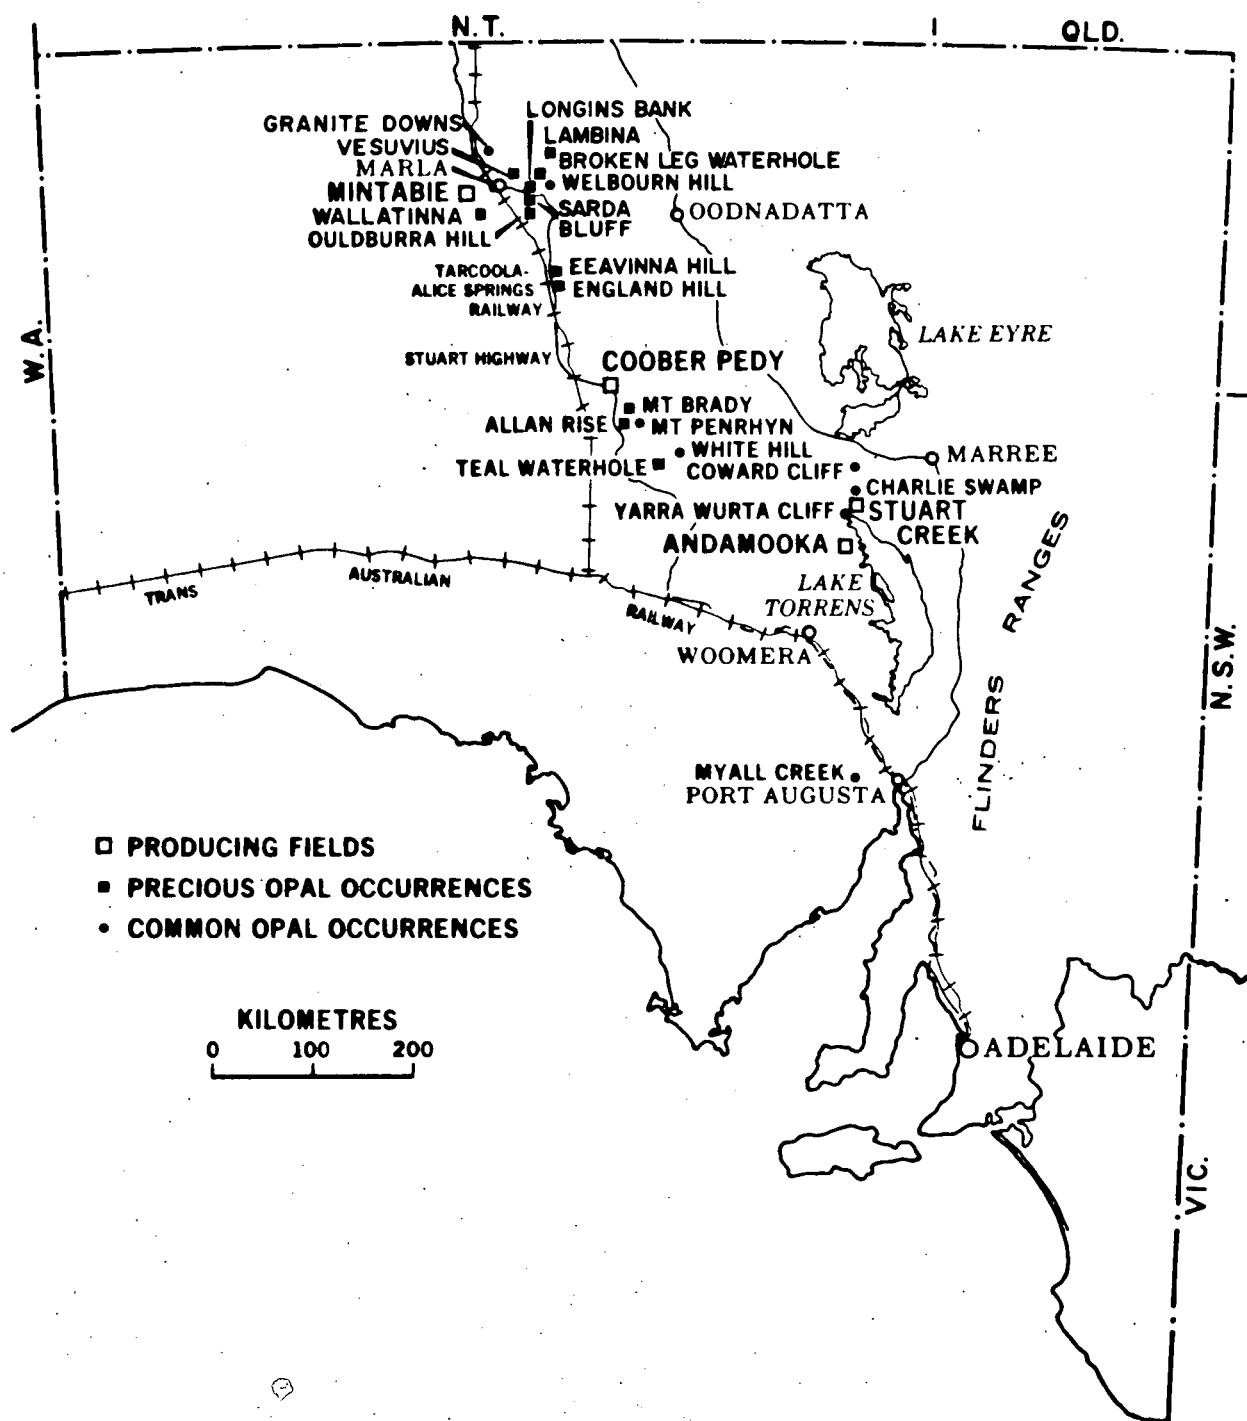 N.T.
QLD.
LONGINS BANK
GRANITE DOWNS
LAMBINA
VESUVIUS
BROKEN LEG WATERHOLE
MARLA
WELBOURN HILL
MINTABIE
WALLATINNA
SARDA
BLUFF
OODNADATTA
OULDBURRA HILL
TARCOOLA-
ALICE SPRINGS
RAILWAY
EEAVINNA HILL
ENGLAND HILL
W.A.
LAKE EYRE
STUART HIGHWAY
COOBER PEDY
MT BRADY
ALLAN RISE
MT PENRHYN
WHITE HILL
TEAL WATERHOLE
COWARD CLIFF
MARREE
CHARLIE SWAMP
YARRA WURTA CLIFF
STUART
CREEK
ANDAMOOKA
TRANS
AUSTRALIAN
RAILWAY
LAKE
TORRENS
WOOMERA
FLINDERS RANGES
N.S.W.
MYALL CREEK
PORT AUGUSTA
PRODUCING FIELDS
PRECIOUS OPAL OCCURRENCES
COMMON OPAL OCCURRENCES
KILOMETRES
0 100 200
ADELAIDE
VIC.